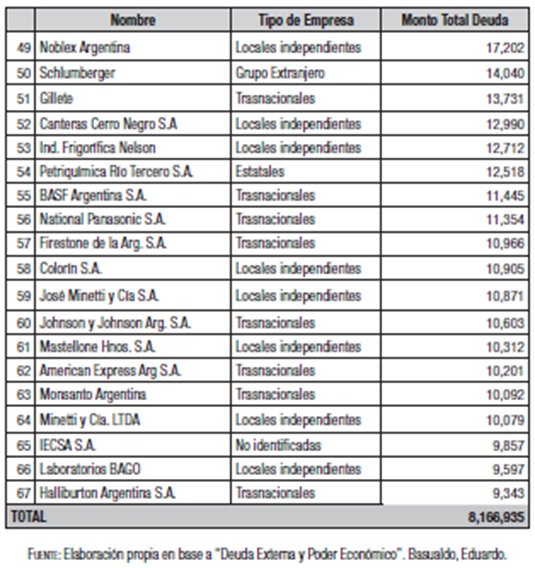 Nombre Tipo de Empresa Monto Total Deuda
49 Noblex Argentina Locales independientes 17,202
50 Schlumberger Grupo Extranjero 14,040
51 Gillete Trasnacionales 13,731
52 Canteras Cerro Negro S.A Locales independientes 12,990
53 Ind. Frigorífica Nelson Locales independientes 12,712
54 Petriquímica Río Tercero S.A. Estatales 12,518
55 BASF Argentina S.A. Trasnacionales 11,445
56 National Panasonic S.A. Trasnacionales 11,354
57 Firestone de la Arg. S.A. Trasnacionales 10,966
58 Colorín S.A. Locales independientes 10,905
59 José Minetti y Cía S.A. Locales independientes 10,871
60 Johnson y Johnson Arg. S.A. Trasnacionales 10,603
61 Mastellone Hnos. S.A. Locales independientes 10,312
62 American Express Arg S.A. Trasnacionales 10,201
63 Monsanto Argentina Trasnacionales 10,092
64 Minetti y Cía. LTDA Locales independientes 10,079
65 IECSA S.A. No identificadas 9,857
66 Laboratorios BAGO Locales independientes 9,597
67 Halliburton Argentina S.A. Trasnacionales 9,343
TOTAL 8,166,935
FUENTE: Elaboración propia en base a “Deuda Externa y Poder Económico”. Basualdo, Eduardo.